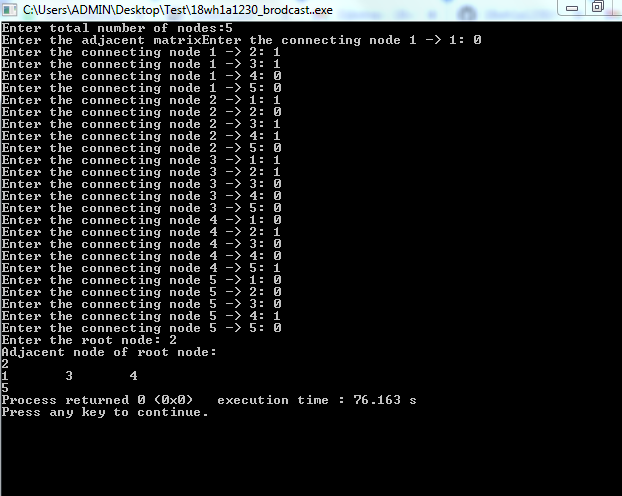 C:\Users\ADMIN\Desktop\Test\18wh1a1230_brodcast..exe
Enter total number of nodes:5
Enter the adjacent matrixEnter the connecting node 1 -> 1: 0
Enter the connecting node 1 -> 2: 1
Enter the connecting node 1 -> 3: 1
Enter the connecting node 1 -> 4: 0
Enter the connecting node 1 -> 5: 0
Enter the connecting node 2 -> 1: 1
Enter the connecting node 2 -> 2: 0
Enter the connecting node 2 -> 3: 1
Enter the connecting node 2 -> 4: 1
Enter the connecting node 2 -> 5: 0
Enter the connecting node 3 -> 1: 1
Enter the connecting node 3 -> 2: 1
Enter the connecting node 3 -> 3: 0
Enter the connecting node 3 -> 4: 0
Enter the connecting node 3 -> 5: 0
Enter the connecting node 4 -> 1: 0
Enter the connecting node 4 -> 2: 1
Enter the connecting node 4 -> 3: 0
Enter the connecting node 4 -> 4: 0
Enter the connecting node 4 -> 5: 1
Enter the connecting node 5 -> 1: 0
Enter the connecting node 5 -> 2: 0
Enter the connecting node 5 -> 3: 0
Enter the connecting node 5 -> 4: 1
Enter the connecting node 5 -> 5: 0
Enter the root node: 2
Adjacent node of root node:
2
1 3 4
5
Process returned 0 (0x0) execution time : 76.163 s
Press any key to continue.